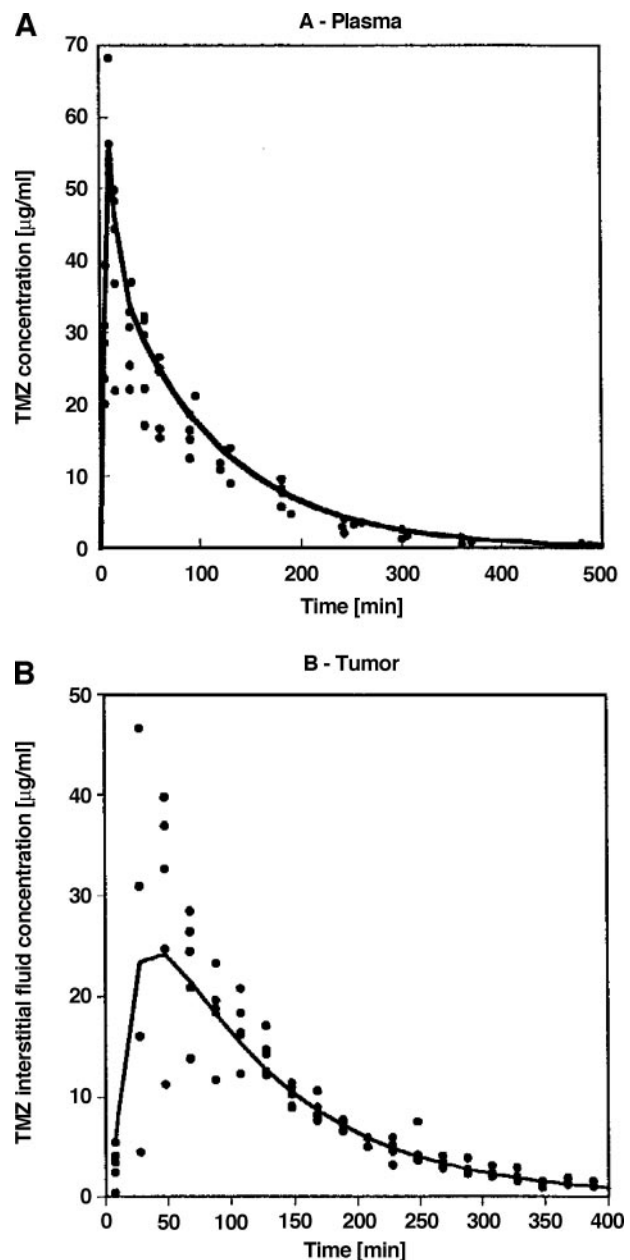 A
A - Plasma
TMZ concentration [µg/ml]
70
60
50
40
30
20
10
0
0 100 200 300 400 500
Time [min]
B
B - Tumor
TMZ interstitial fluid concentration [µg/ml]
50
40
30
20
10
0
0 50 100 150 200 250 300 350 400
Time [min]